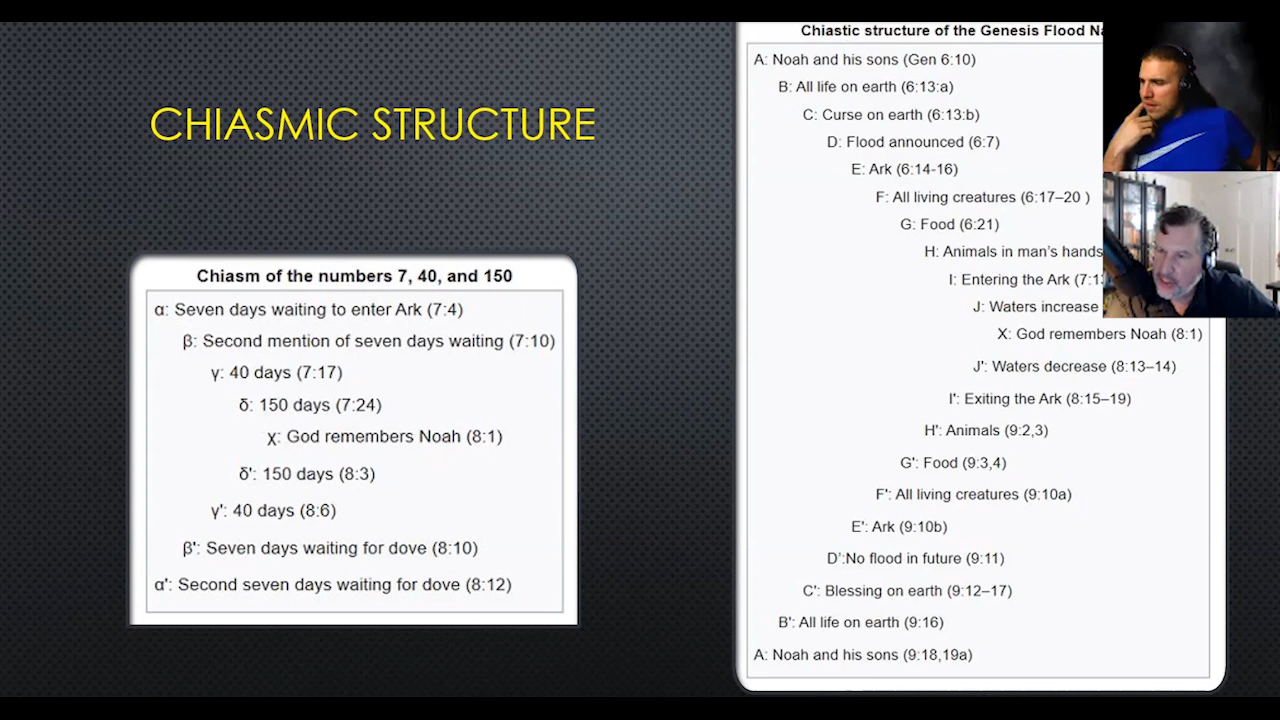 CHIASMIC STRUCTURE
Chiasm of the numbers 7, 40, and 150
α: Seven days waiting to enter Ark (7:4)
β: Second mention of seven days waiting (7:10)
γ: 40 days (7:17)
δ: 150 days (7:24)
χ: God remembers Noah (8:1)
δ': 150 days (8:3)
γ': 40 days (8:6)
β': Seven days waiting for dove (8:10)
α': Second seven days waiting for dove (8:12)
Chiastic structure of the Genesis Flood
A: Noah and his sons (Gen 6:10)
B: All life on earth (6:13:a)
C: Curse on earth (6:13:b)
D: Flood announced (6:7)
E: Ark (6:14-16)
F: All living creatures (6:17–20 )
G: Food (6:21)
H: Animals in man’s hands
I: Entering the Ark
J: Waters increase
X: God remembers Noah (8:1)
J': Waters decrease (8:13–14)
I': Exiting the Ark (8:15–19)
H': Animals (9:2,3)
G': Food (9:3,4)
F': All living creatures (9:10a)
E': Ark (9:10b)
D’:No flood in future (9:11)
C': Blessing on earth (9:12–17)
B': All life on earth (9:16)
A: Noah and his sons (9:18,19a)